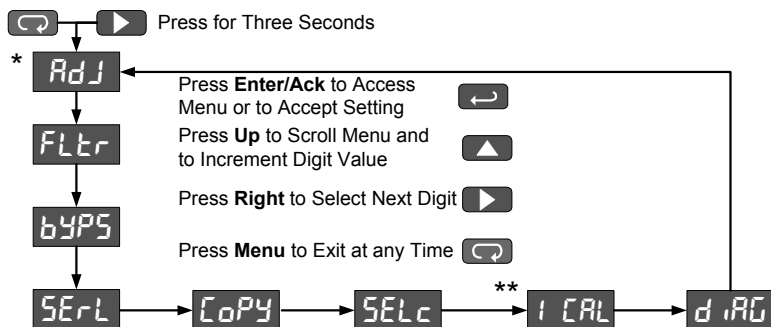 Press for Three Seconds
* AdJ
Press Enter/Ack to Access
Menu or to Accept Setting
FLtr
Press Up to Scroll Menu and
to Increment Digit Value
bYPS
Press Right to Select Next Digit
Press Menu to Exit at any Time
SErL
CoPY
SELc
** I CAL
diAG